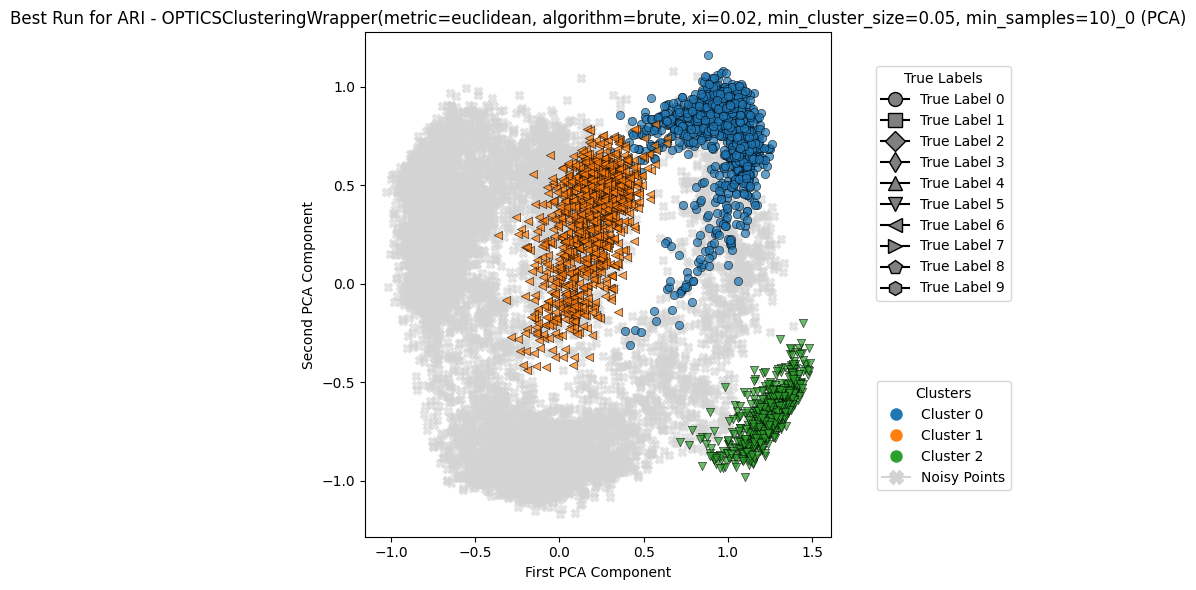 Best Run for ARI - OPTICSClusteringWrapper(metric=euclidean, algorithm=brute, xi=0.02, min_cluster_size=0.05, min_samples=10)_0 (PCA)
1.0
0.5
0.0
−0.5
−1.0
Second PCA Component
−1.0
−0.5
0.0
0.5
1.0
1.5
First PCA Component
True Labels
True Label 0
True Label 1
True Label 2
True Label 3
True Label 4
True Label 5
True Label 6
True Label 7
True Label 8
True Label 9
Clusters
Cluster 0
Cluster 1
Cluster 2
Noisy Points